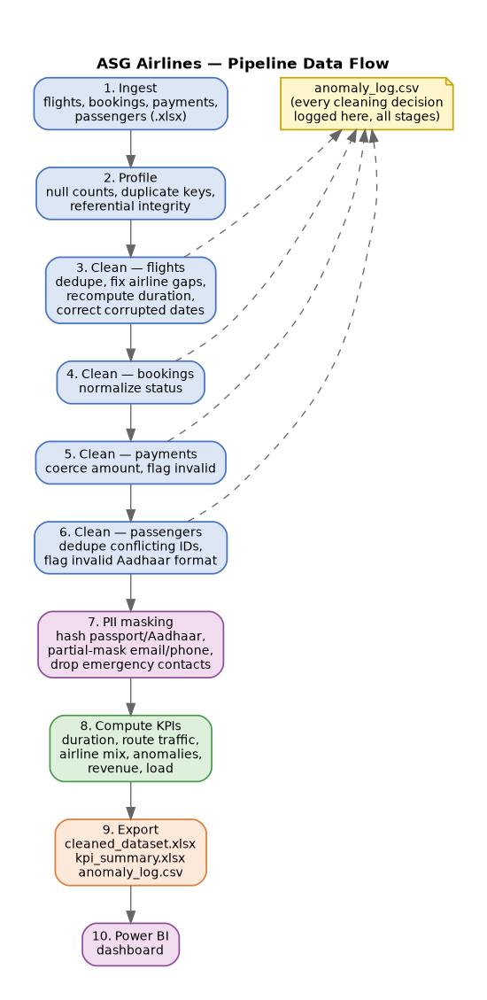 ASG Airlines — Pipeline Data Flow
1. Ingest
flights, bookings, payments,
passengers (.xlsx)
anomaly_log.csv
(every cleaning decision
logged here, all stages)
2. Profile
null counts, duplicate keys,
referential integrity
3. Clean — flights
dedupe, fix airline gaps,
recompute duration,
correct corrupted dates
4. Clean — bookings
normalize status
5. Clean — payments
coerce amount, flag invalid
6. Clean — passengers
dedupe conflicting IDs,
flag invalid Aadhaar format
7. PII masking
hash passport/Aadhaar,
partial-mask email/phone,
drop emergency contacts
8. Compute KPIs
duration, route traffic,
airline mix, anomalies,
revenue, load
9. Export
cleaned_dataset.xlsx
kpi_summary.xlsx
anomaly_log.csv
10. Power BI
dashboard